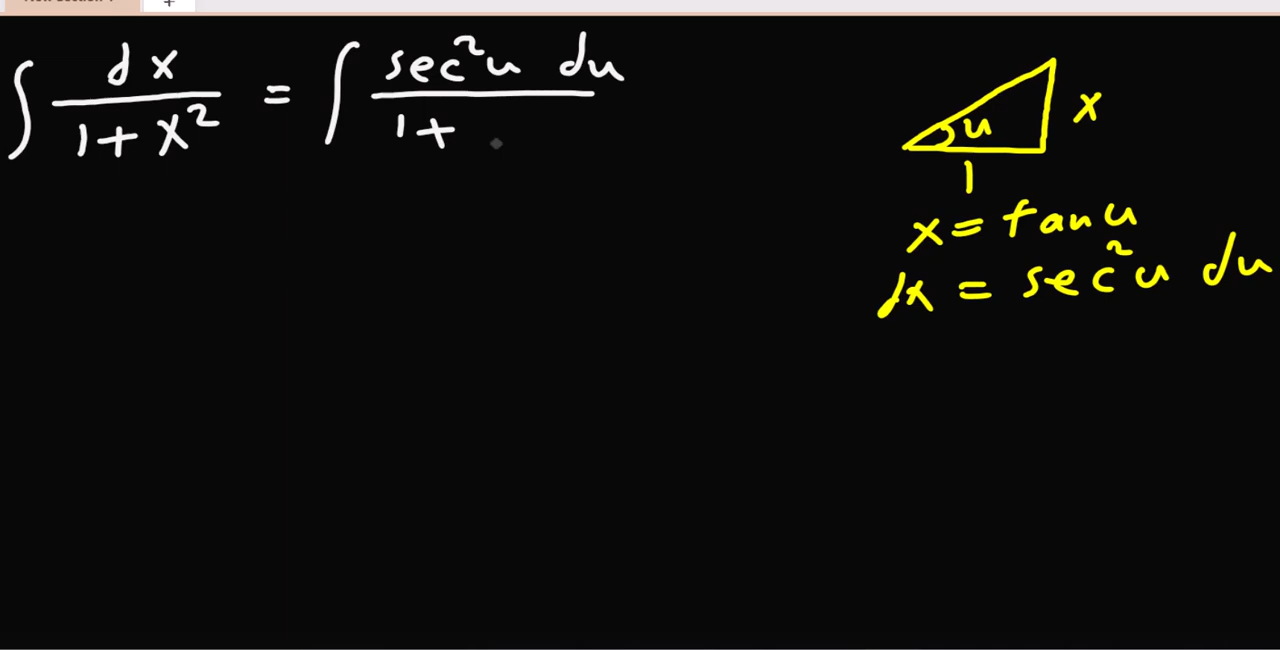 ∫ dx / (1 + x²) = ∫ sec²u du / 1+
u
x
1
x = tan u
dx = sec²u du